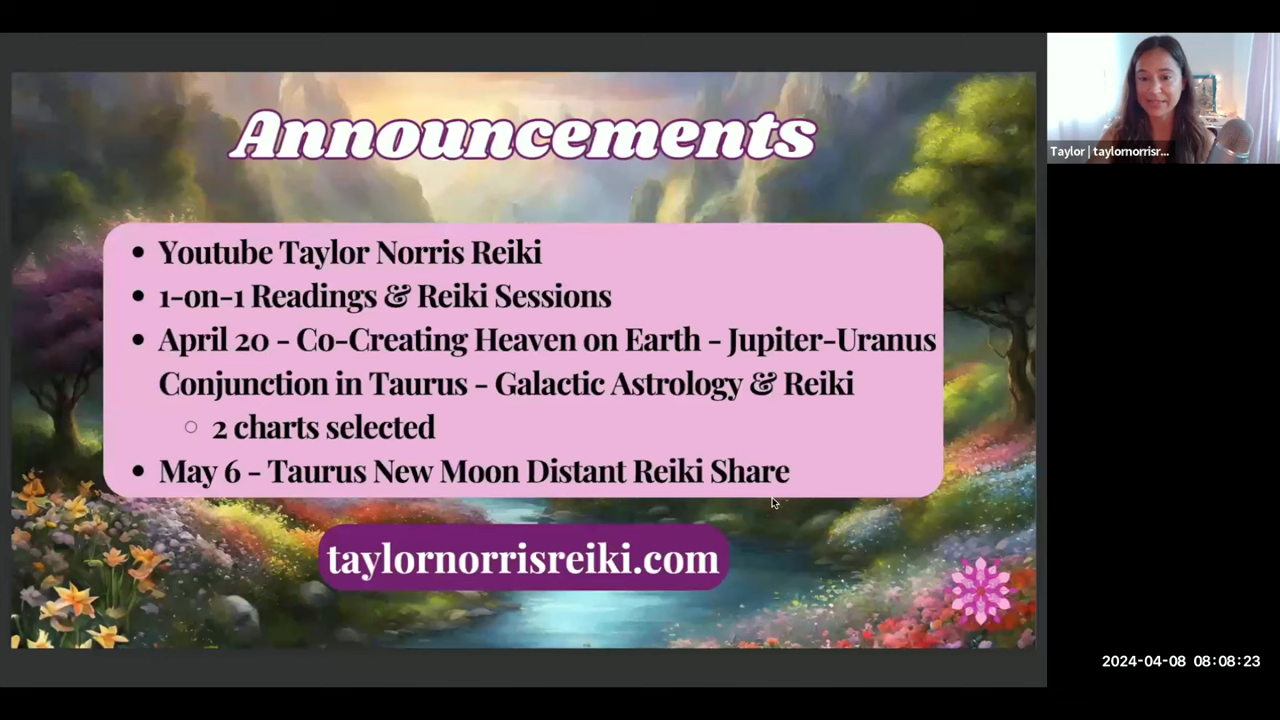 Announcements
• Youtube Taylor Norris Reiki
• 1-on-1 Readings & Reiki Sessions
• April 20 - Co-Creating Heaven on Earth - Jupiter-Uranus
Conjunction in Taurus - Galactic Astrology & Reiki
○ 2 charts selected
• May 6 - Taurus New Moon Distant Reiki Share
taylornorrisreiki.com
Taylor | taylornorrisr...
2024-04-08 08:08:23